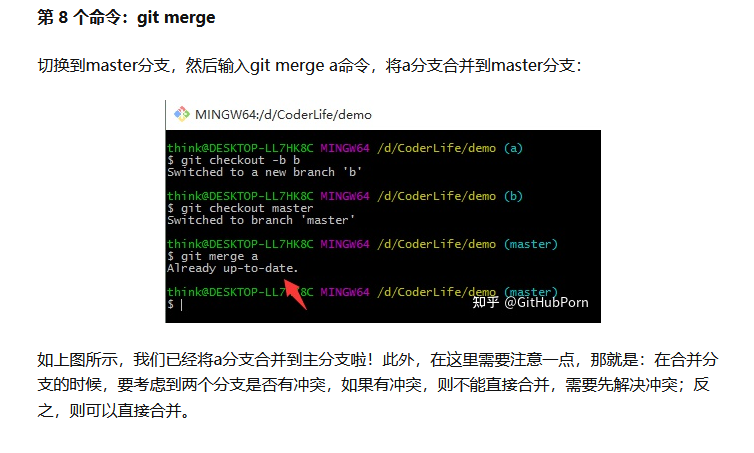 第 8 个命令：git merge
切换到master分支，然后输入git merge a命令，将a分支合并到master分支：
MINGW64:/d/CoderLife/demo
think@DESKTOP-LL7HK8C MINGW64 /d/CoderLife/demo (a)
$ git checkout -b b
Switched to a new branch 'b'
think@DESKTOP-LL7HK8C MINGW64 /d/CoderLife/demo (b)
$ git checkout master
Switched to branch 'master'
think@DESKTOP-LL7HK8C MINGW64 /d/CoderLife/demo (master)
$ git merge a
Already up-to-date.
think@DESKTOP-LL7HK8C MINGW64 /d/CoderLife/demo (master)
$
知乎 @GitHubPorn
如上图所示，我们已经将a分支合并到主分支啦！此外，在这里需要注意一点，那就是：在合并分
支的时候，要考虑到两个分支是否有冲突，如果有冲突，则不能直接合并，需要先解决冲突；反
之，则可以直接合并。